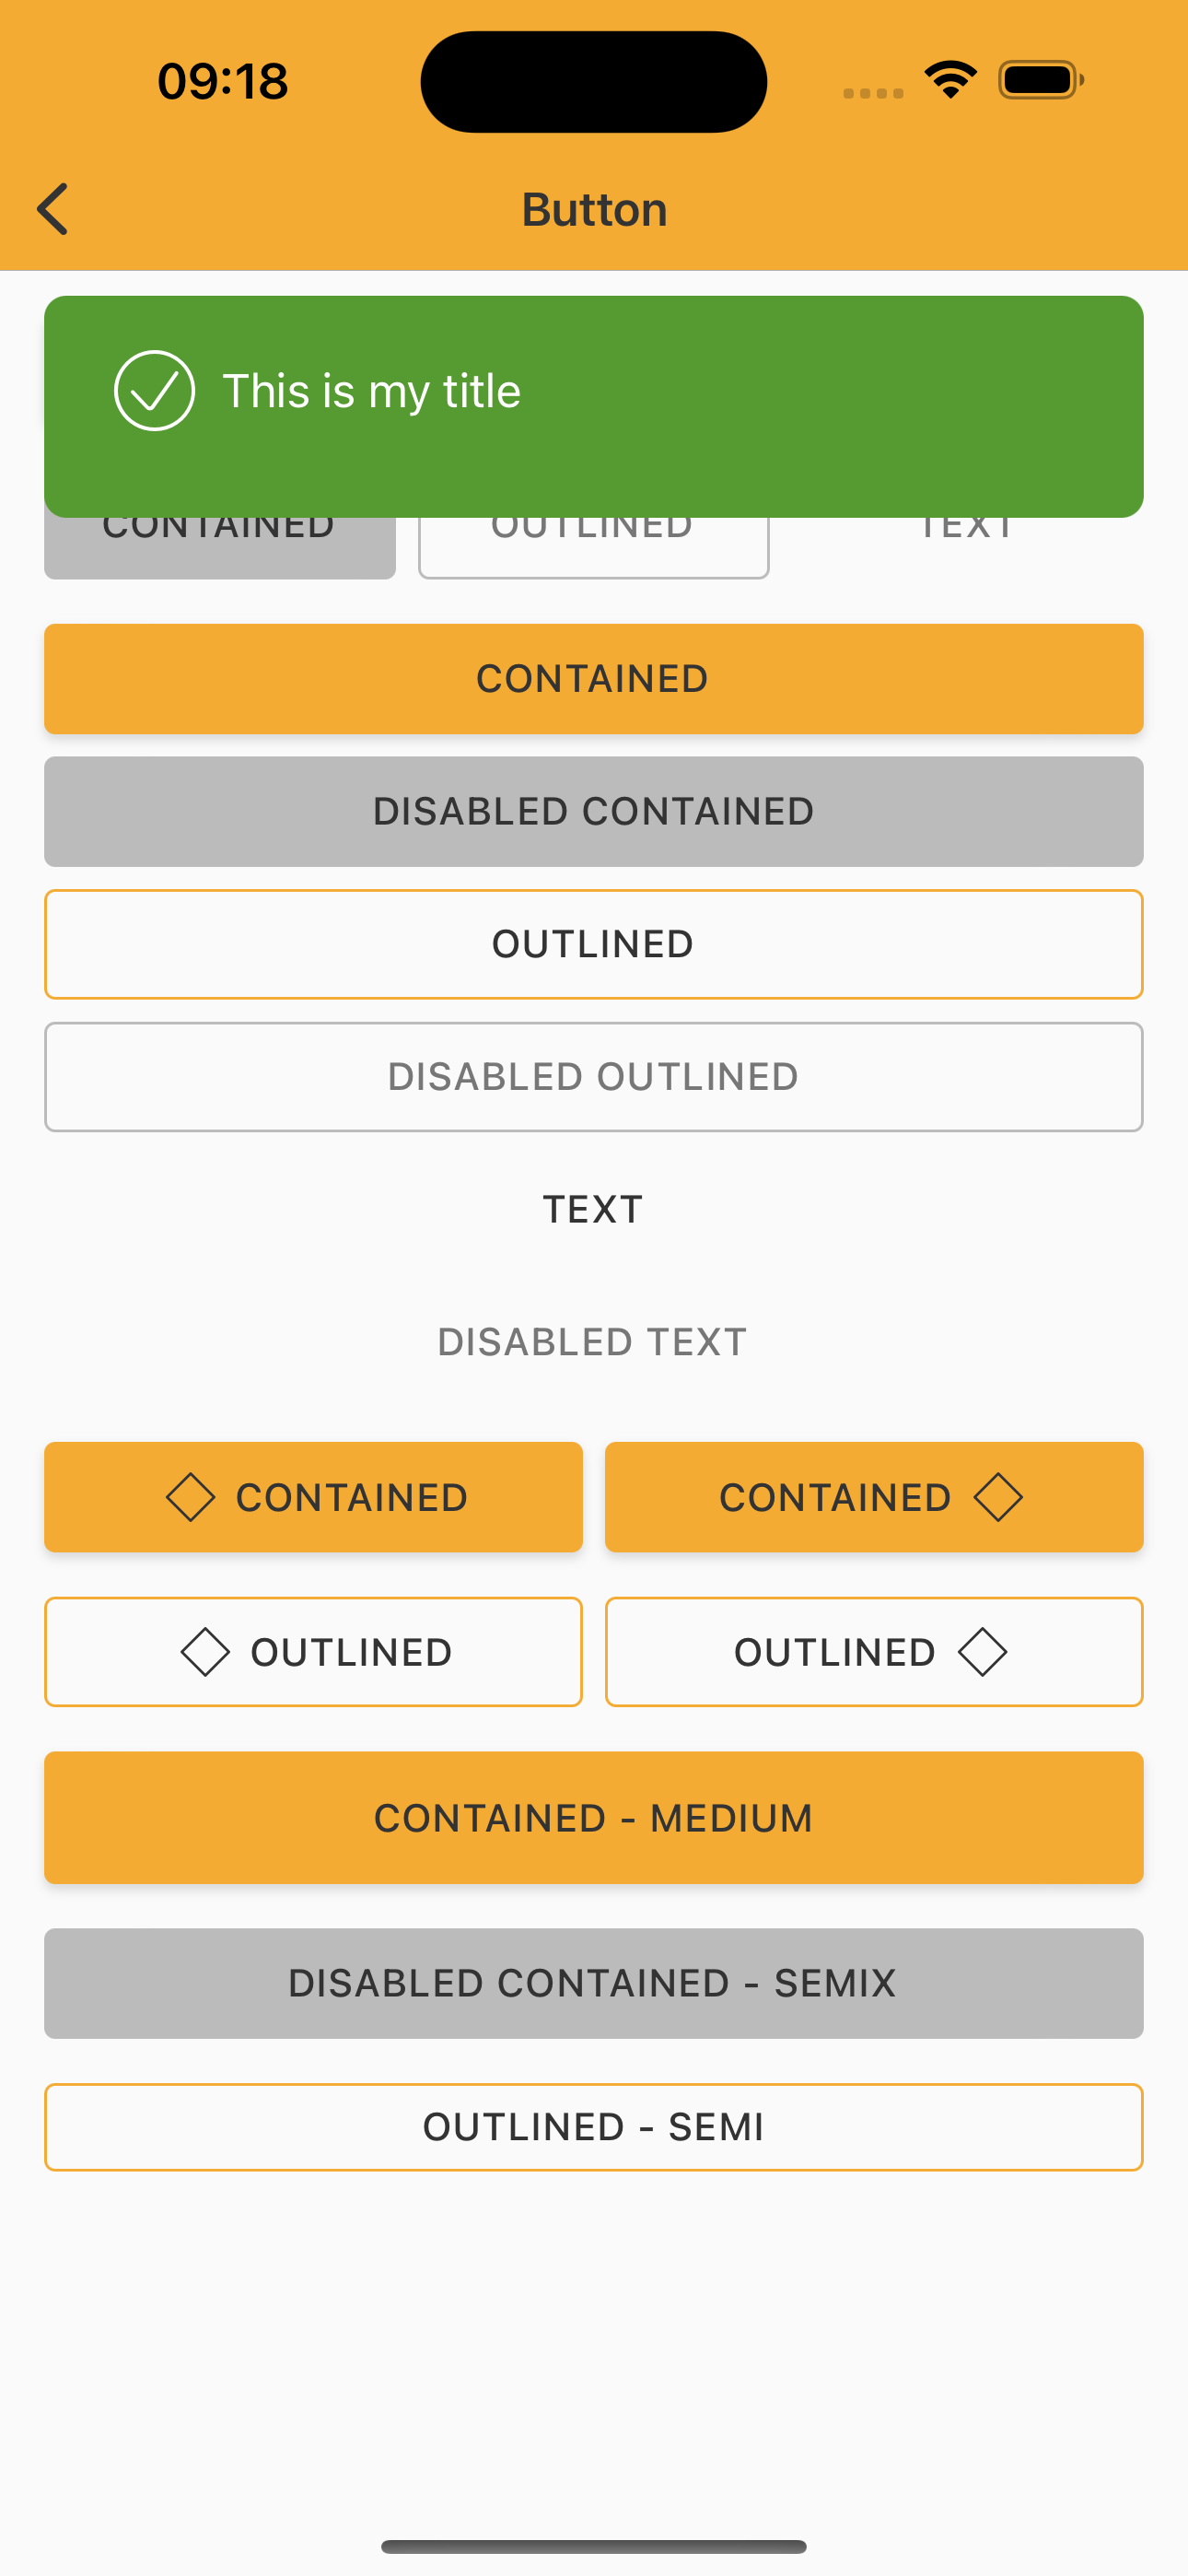 09:18
Button
This is my title
CONTAINED OUTLINED TEXT
CONTAINED
DISABLED CONTAINED
OUTLINED
DISABLED OUTLINED
TEXT
DISABLED TEXT
CONTAINED CONTAINED
OUTLINED OUTLINED
CONTAINED - MEDIUM
DISABLED CONTAINED - SEMIX
OUTLINED - SEMI